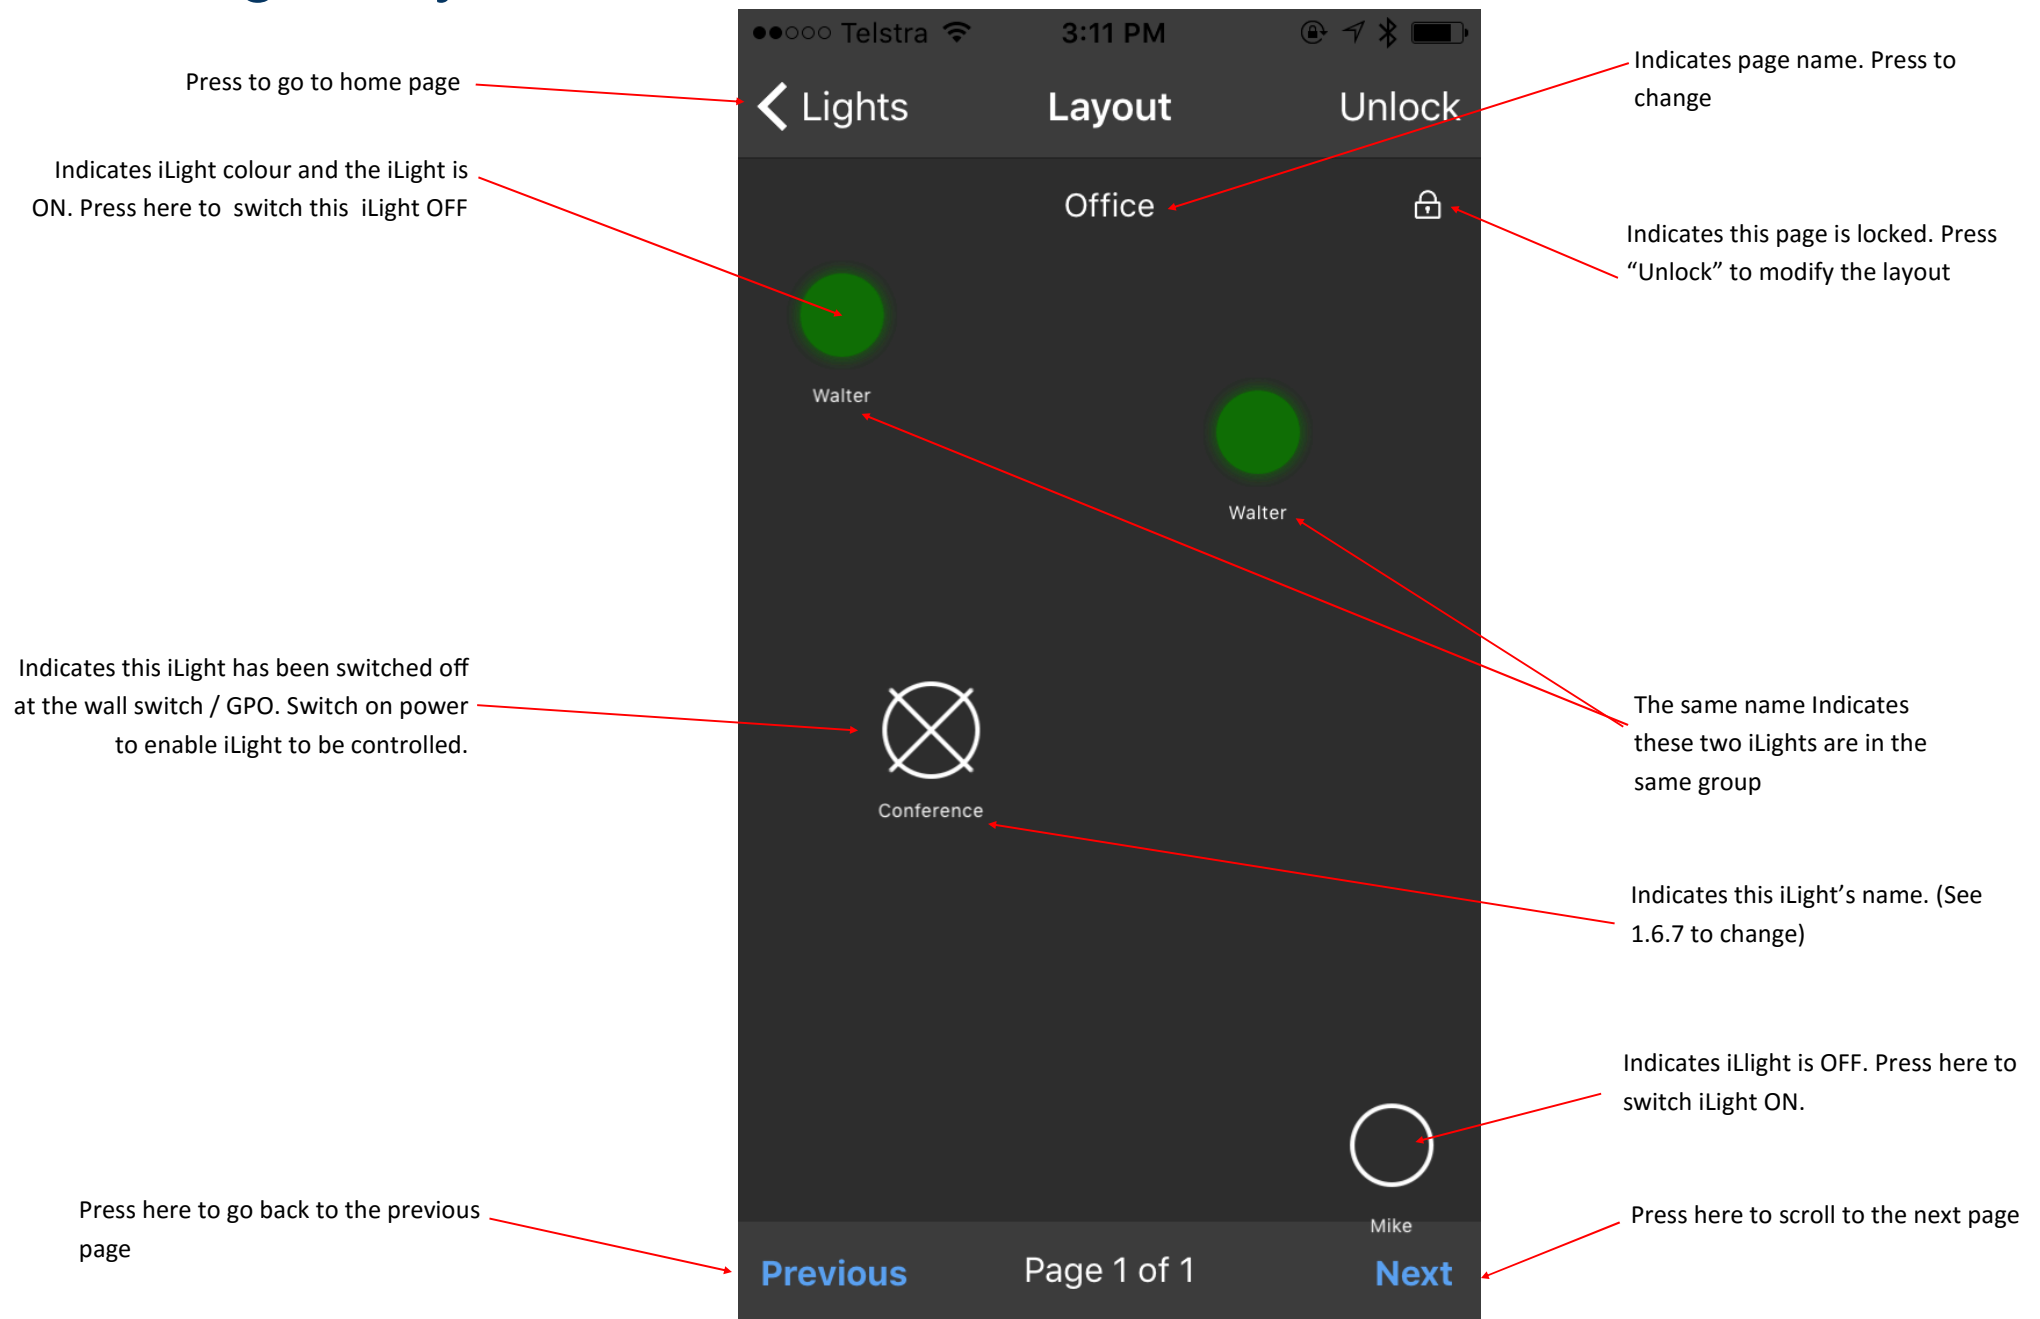 Telstra 3:11 PM
Press to go to home page
Lights Layout Unlock
Indicates page name. Press to
change
Indicates iLight colour and the iLight is
ON. Press here to  switch this  iLight OFF
Office
Indicates this page is locked. Press
“Unlock” to modify the layout
Walter
Walter
Indicates this iLight has been switched off
at the wall switch / GPO. Switch on power
to enable iLight to be controlled.
The same name Indicates
these two iLights are in the
same group
Conference
Indicates this iLight’s name. (See
1.6.7 to change)
Indicates iLlight is OFF. Press here to
switch iLight ON.
Mike
Press here to go back to the previous
page
Press here to scroll to the next page
Previous Page 1 of 1 Next